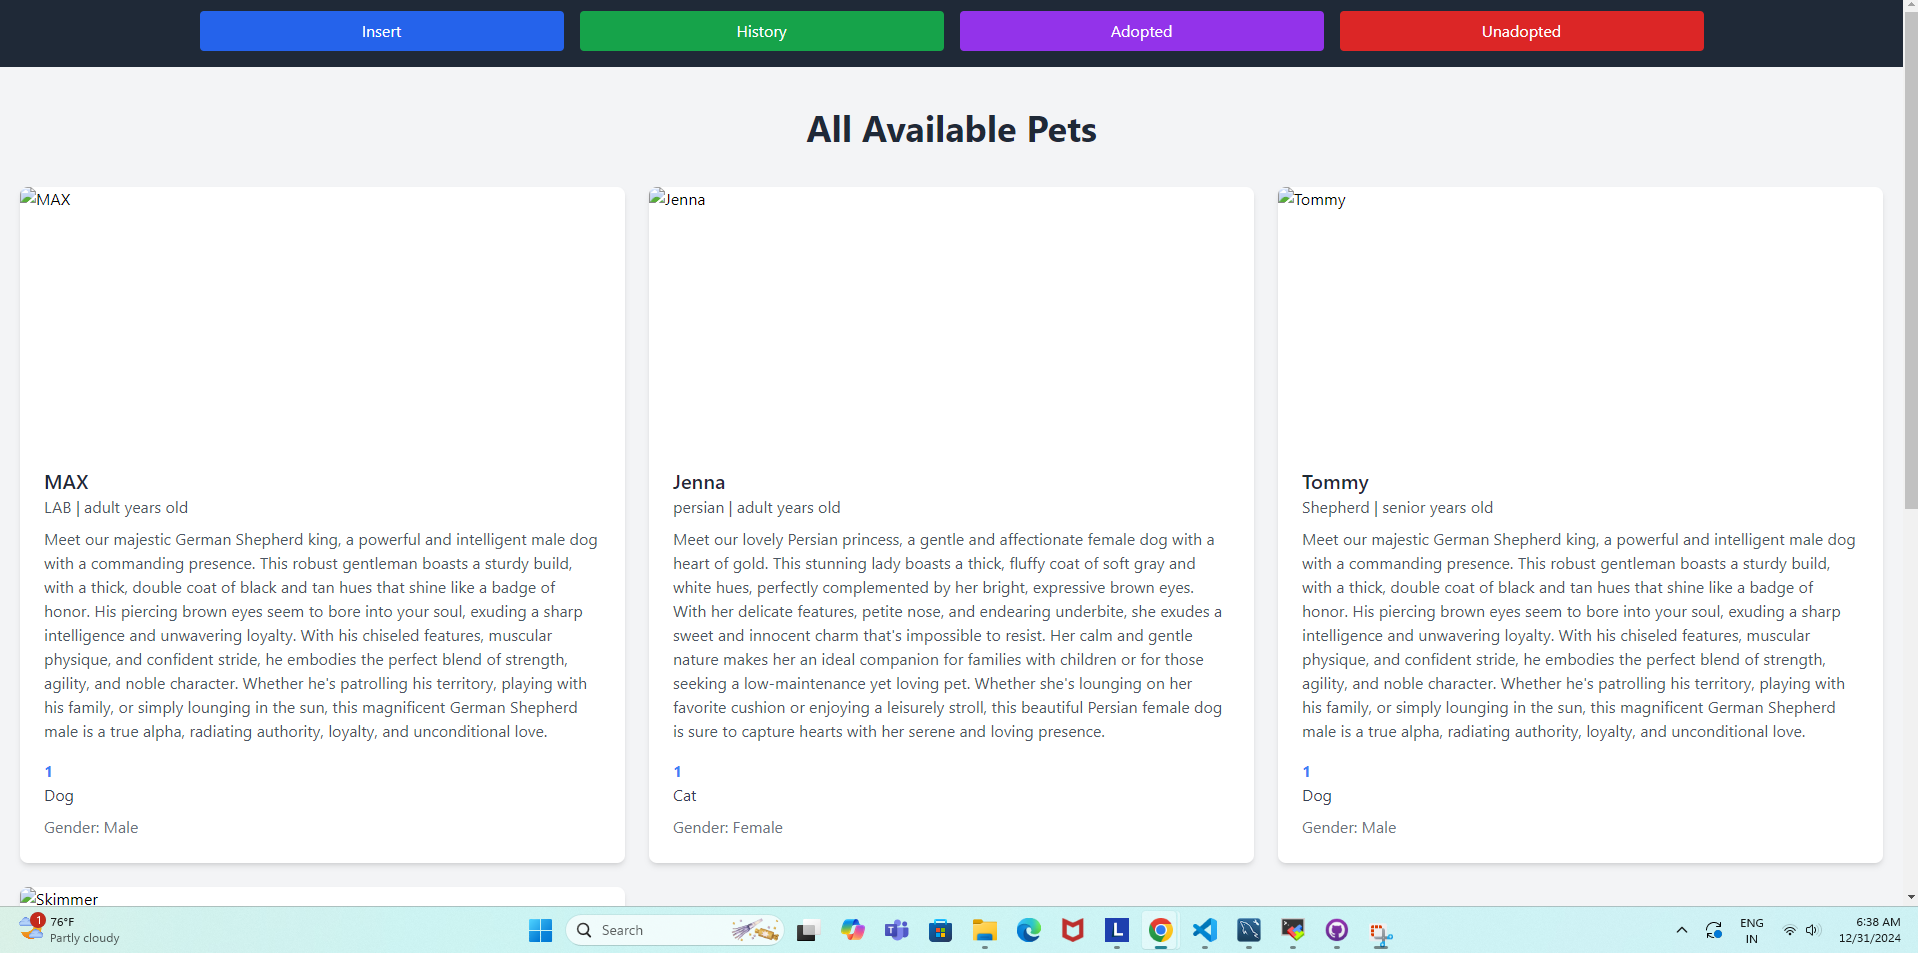 Insert
History
Adopted
Unadopted
All Available Pets
MAX
Jenna
Tommy
MAX
LAB | adult years old
Meet our majestic German Shepherd king, a powerful and intelligent male dog
with a commanding presence. This robust gentleman boasts a sturdy build,
with a thick, double coat of black and tan hues that shine like a badge of
honor. His piercing brown eyes seem to bore into your soul, exuding a sharp
intelligence and unwavering loyalty. With his chiseled features, muscular
physique, and confident stride, he embodies the perfect blend of strength,
agility, and noble character. Whether he's patrolling his territory, playing with
his family, or simply lounging in the sun, this magnificent German Shepherd
male is a true alpha, radiating authority, loyalty, and unconditional love.
1
Dog
Gender: Male
Jenna
persian | adult years old
Meet our lovely Persian princess, a gentle and affectionate female dog with a
heart of gold. This stunning lady boasts a thick, fluffy coat of soft gray and
white hues, perfectly complemented by her bright, expressive brown eyes.
With her delicate features, petite nose, and endearing underbite, she exudes a
sweet and innocent charm that's impossible to resist. Her calm and gentle
nature makes her an ideal companion for families with children or for those
seeking a low-maintenance yet loving pet. Whether she's lounging on her
favorite cushion or enjoying a leisurely stroll, this beautiful Persian female dog
is sure to capture hearts with her serene and loving presence.
1
Cat
Gender: Female
Tommy
Shepherd | senior years old
Meet our majestic German Shepherd king, a powerful and intelligent male dog
with a commanding presence. This robust gentleman boasts a sturdy build,
with a thick, double coat of black and tan hues that shine like a badge of
honor. His piercing brown eyes seem to bore into your soul, exuding a sharp
intelligence and unwavering loyalty. With his chiseled features, muscular
physique, and confident stride, he embodies the perfect blend of strength,
agility, and noble character. Whether he's patrolling his territory, playing with
his family, or simply lounging in the sun, this magnificent German Shepherd
male is a true alpha, radiating authority, loyalty, and unconditional love.
1
Dog
Gender: Male
Skimmer
1
76°F
Partly cloudy
Search
T
L
ENG
IN
6:38 AM
12/31/2024